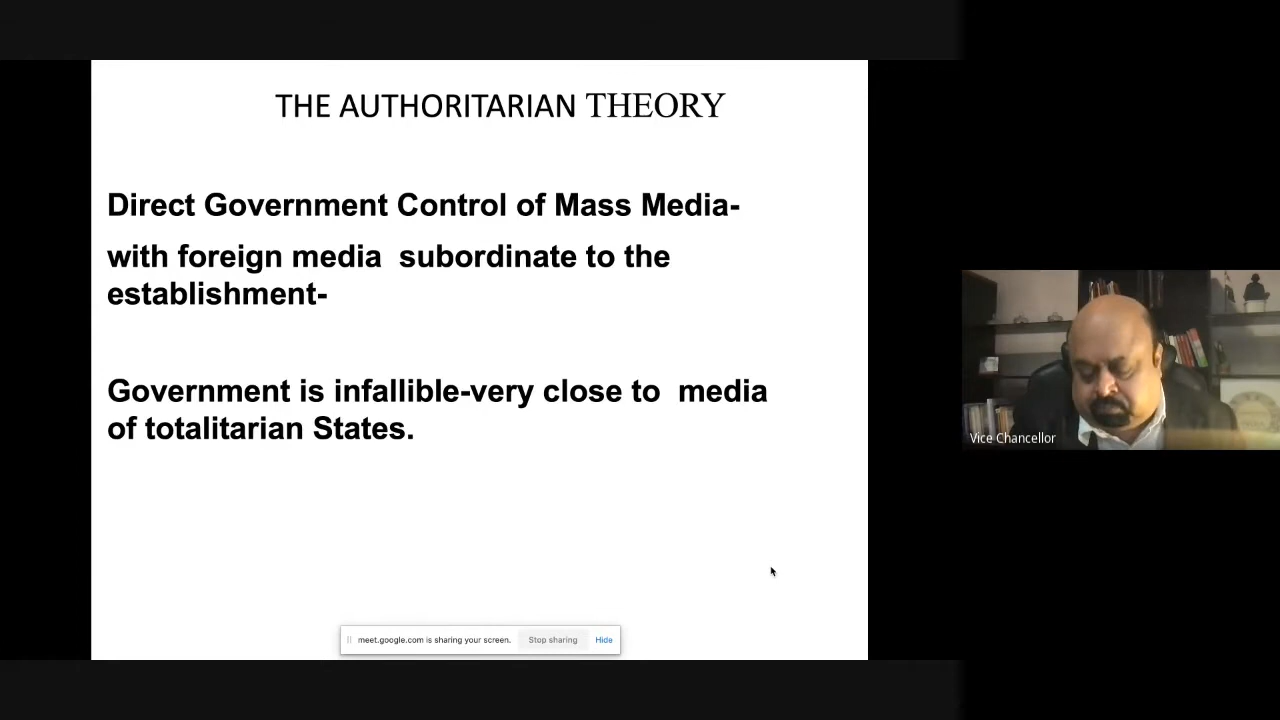 THE AUTHORITARIAN THEORY
Direct Government Control of Mass Media-
with foreign media  subordinate to the
establishment-
Government is infallible-very close to  media
of totalitarian States.
Vice Chancellor
meet.google.com is sharing your screen.
Stop sharing
Hide